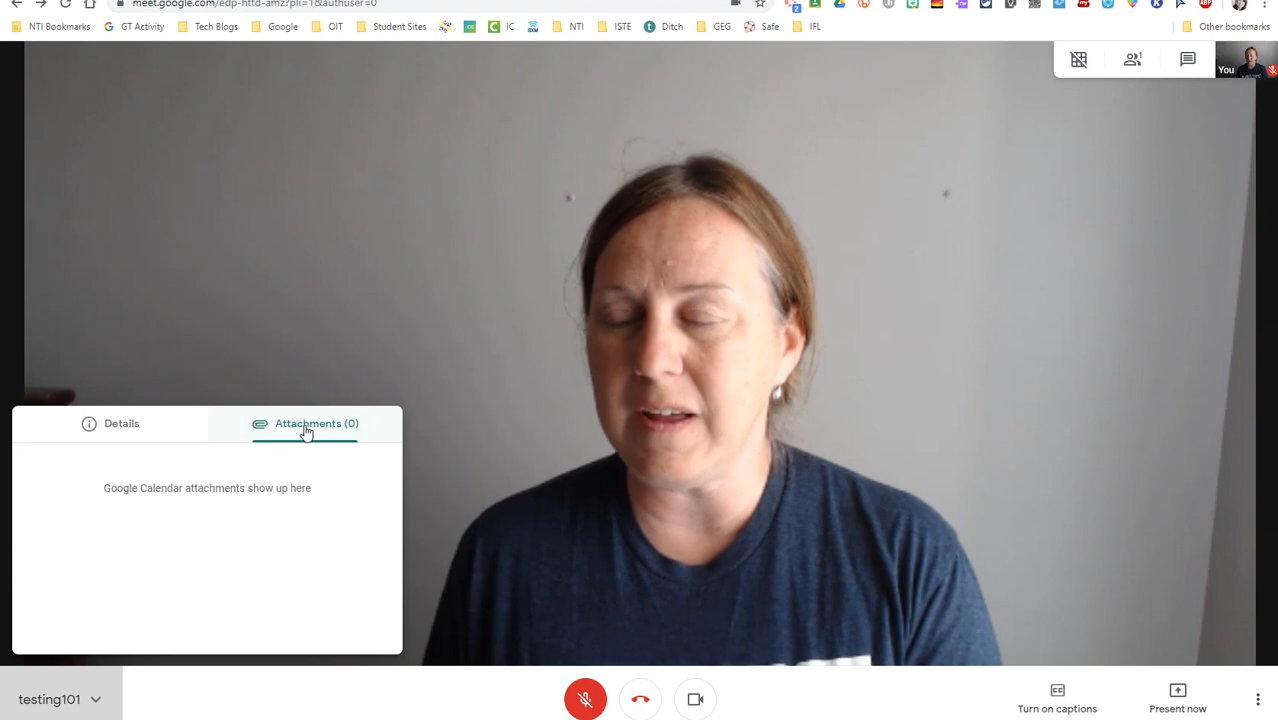 meet.google.com/edp-httd-amz?pli=1&authuser=0
NTI Bookmarks GT Activity Tech Blogs Google OIT Student Sites IC NTI ISTE Ditch GEG Safe IFL Other bookmarks
1
You
Details Attachments (0)
Google Calendar attachments show up here
testing101
Turn on captions Present now